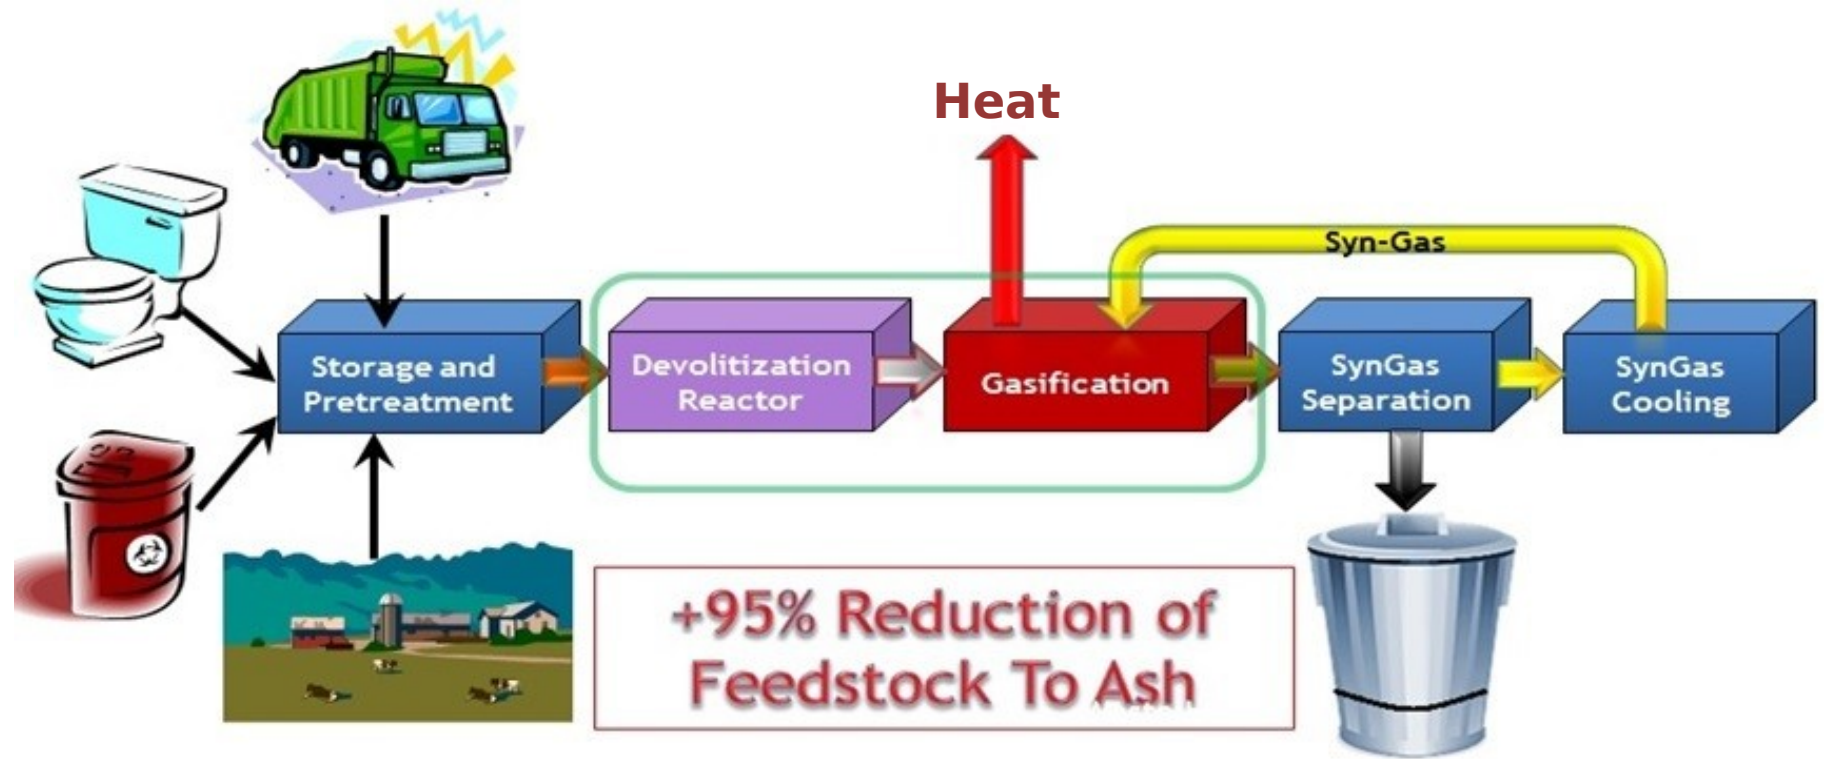 Heat
Syn-Gas
Storage and
Pretreatment
Devolitization
Reactor
Gasification
SynGas
Separation
SynGas
Cooling
+95% Reduction of
Feedstock To Ash